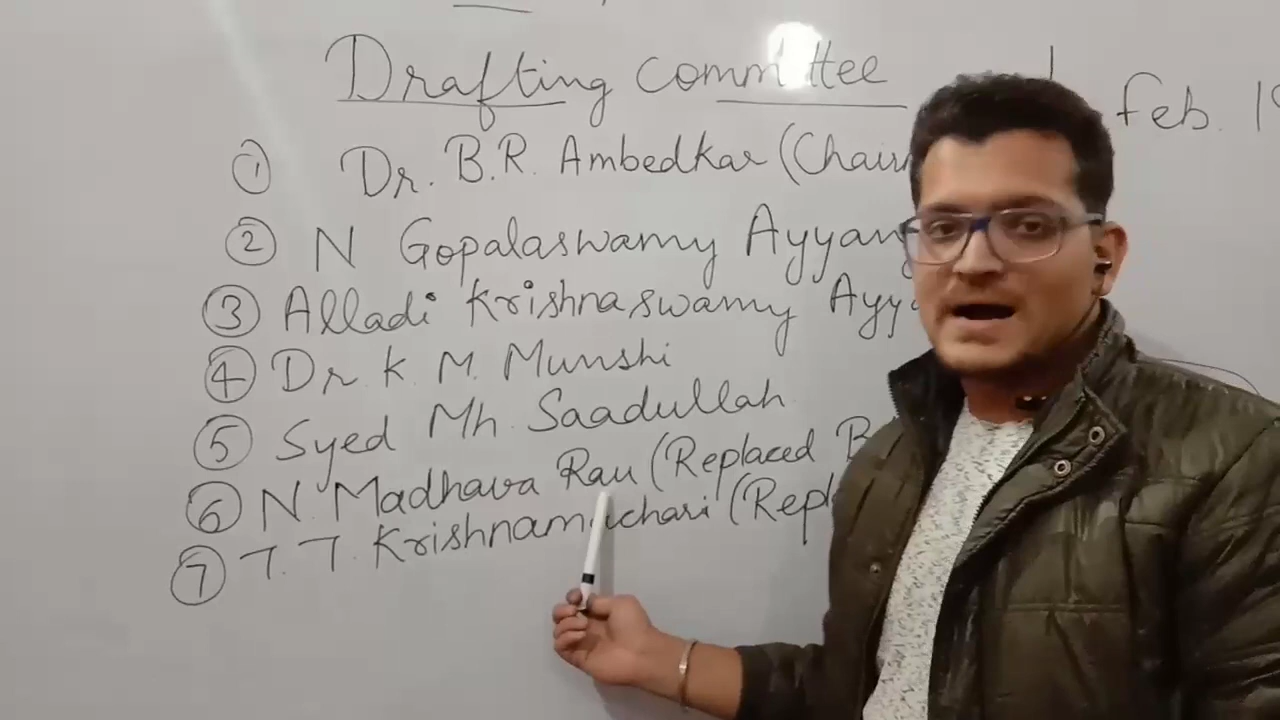 Drafting Committee
Feb. 19
① Dr. B.R. Ambedkar (Chair
② N Gopalaswamy Ayyang
③ Alladi Krishnaswamy Ayy
④ Dr K. M. Munshi
⑤ Syed Mh. Saadullah
⑥ N. Madhava Rau (Replaced B
⑦ T. T. Krishnamachari (Repl